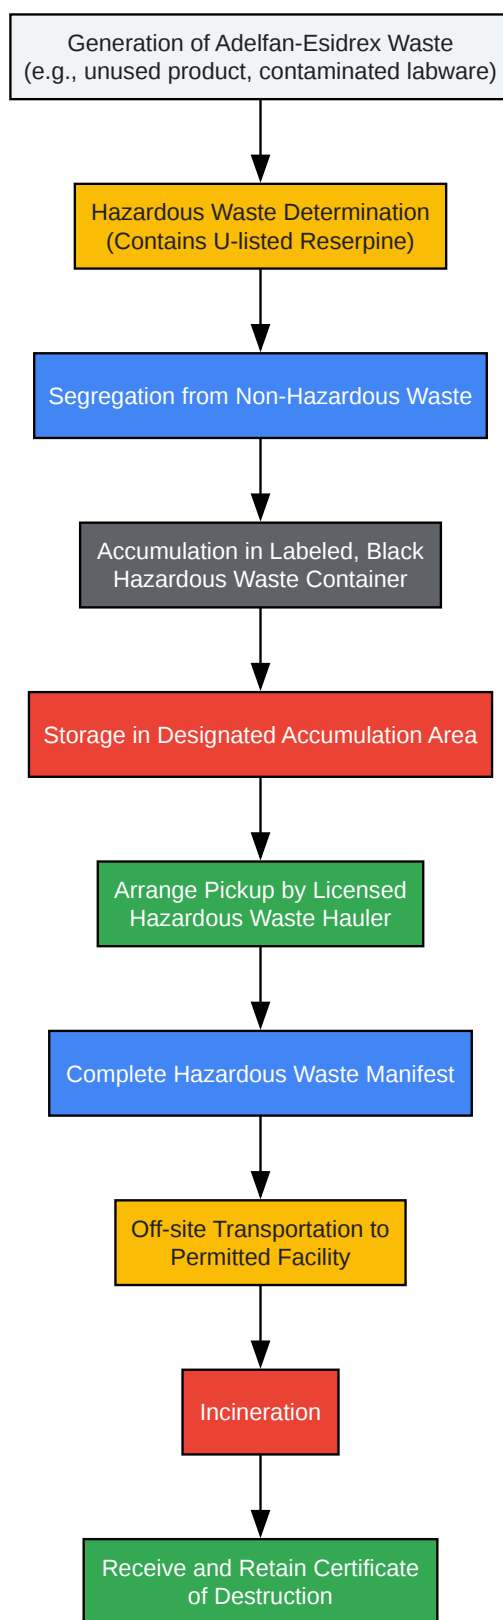 Generation of Adelfan-Esidrex Waste
(e.g., unused product, contaminated labware)
Hazardous Waste Determination
(Contains U-listed Reserpine)
Segregation from Non-Hazardous Waste
Accumulation in Labeled, Black
Hazardous Waste Container
Storage in Designated Accumulation Area
Arrange Pickup by Licensed
Hazardous Waste Hauler
Complete Hazardous Waste Manifest
Off-site Transportation to
Permitted Facility
Incineration
Receive and Retain Certificate
of Destruction